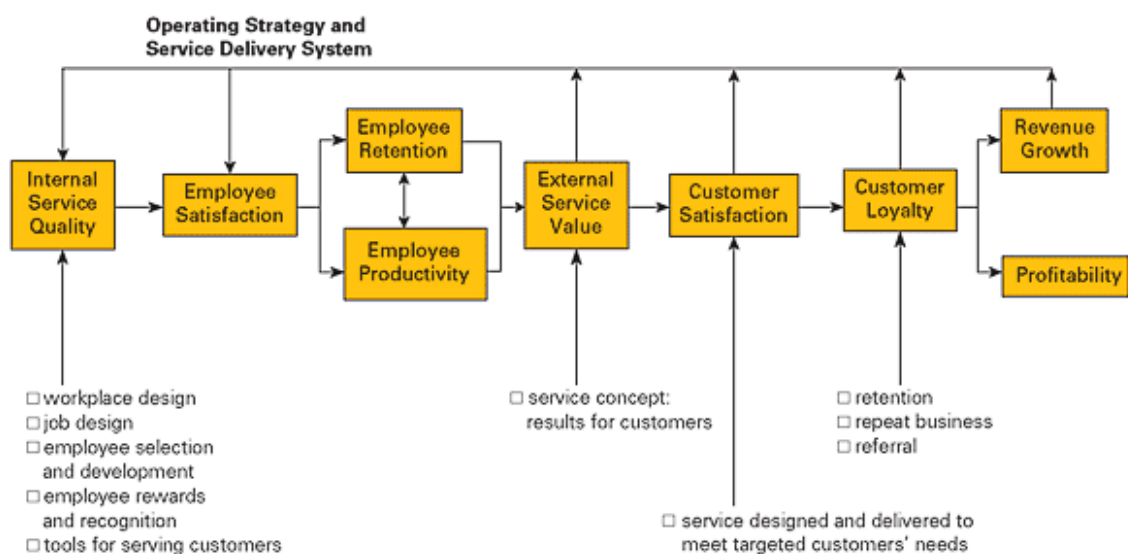 Operating Strategy and
Service Delivery System
Internal
Service
Quality
Employee
Satisfaction
Employee
Retention
Employee
Productivity
External
Service
Value
Customer
Satisfaction
Customer
Loyalty
Revenue
Growth
Profitability
□ workplace design
□ job design
□ employee selection
and development
□ employee rewards
and recognition
□ tools for serving customers
□ service concept:
results for customers
□ service designed and delivered to
meet targeted customers' needs
□ retention
□ repeat business
□ referral